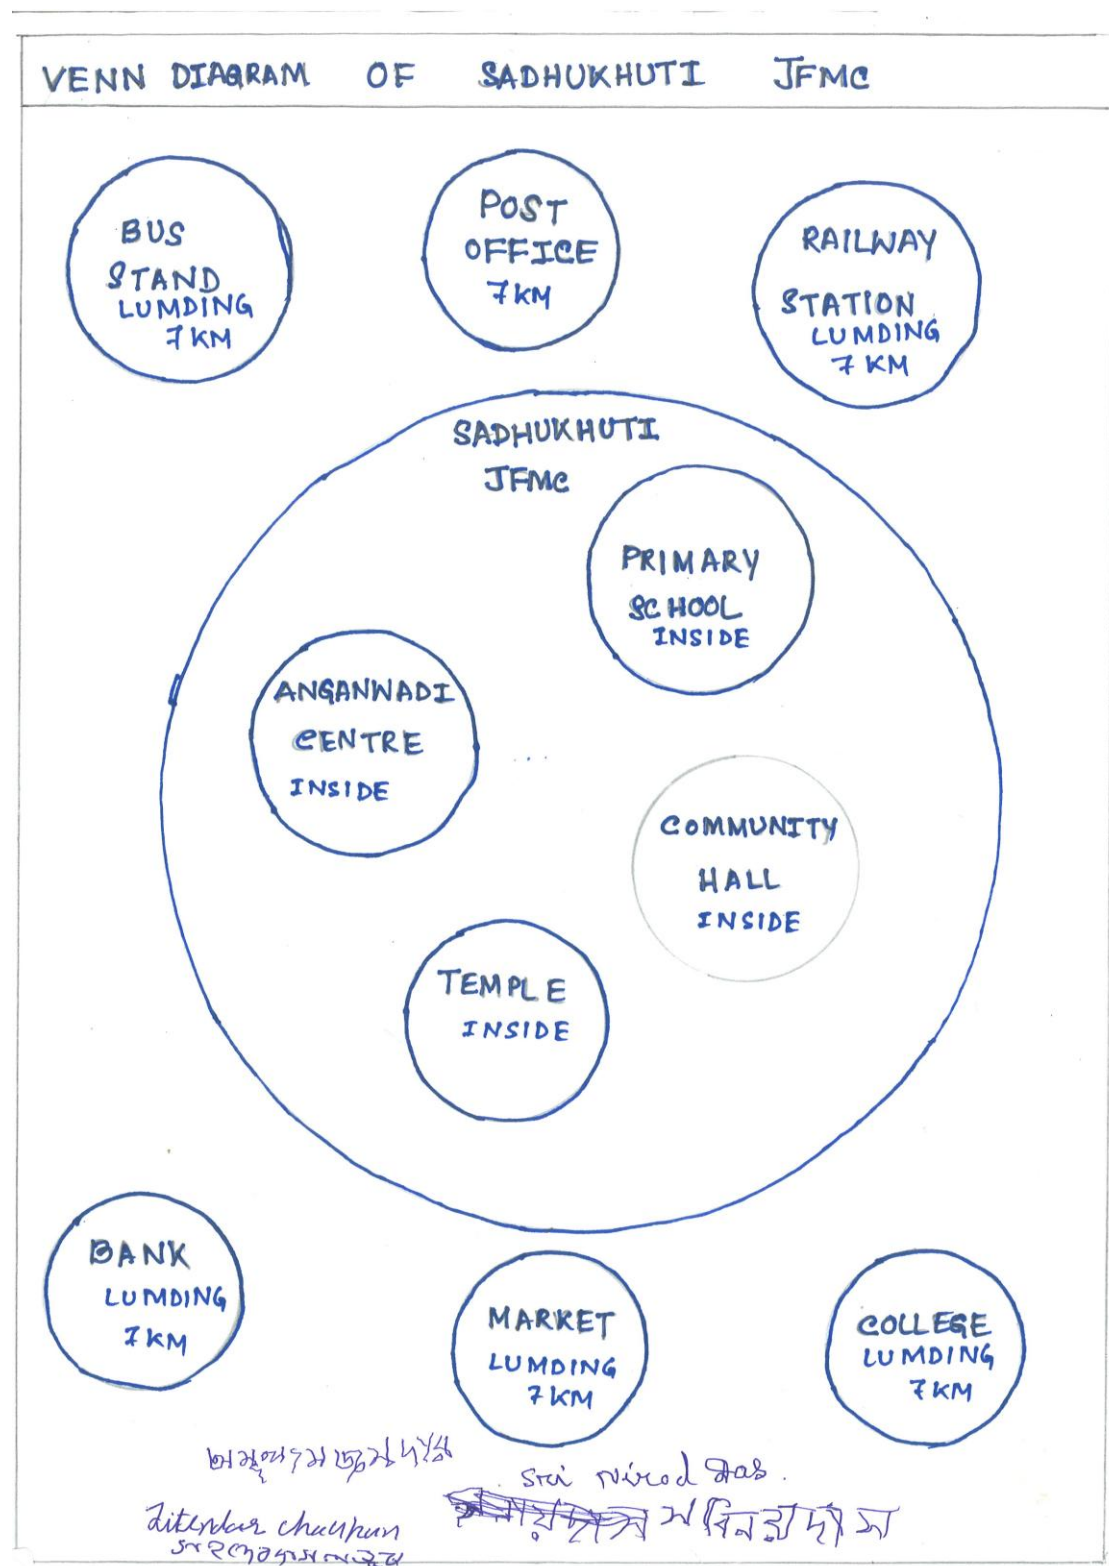 VENN DIAGRAM OF SADHUKHUTI JFMC
BUS
STAND
LUMDING
7 KM
POST
OFFICE
7 KM
RAILWAY
STATION
LUMDING
7 KM
SADHUKHUTI
JFMC
PRIMARY
SCHOOL
INSIDE
ANGANWADI
CENTRE
INSIDE
COMMUNITY
HALL
INSIDE
TEMPLE
INSIDE
BANK
LUMDING
7 KM
MARKET
LUMDING
7 KM
COLLEGE
LUMDING
7 KM
Sri Nirod Das.